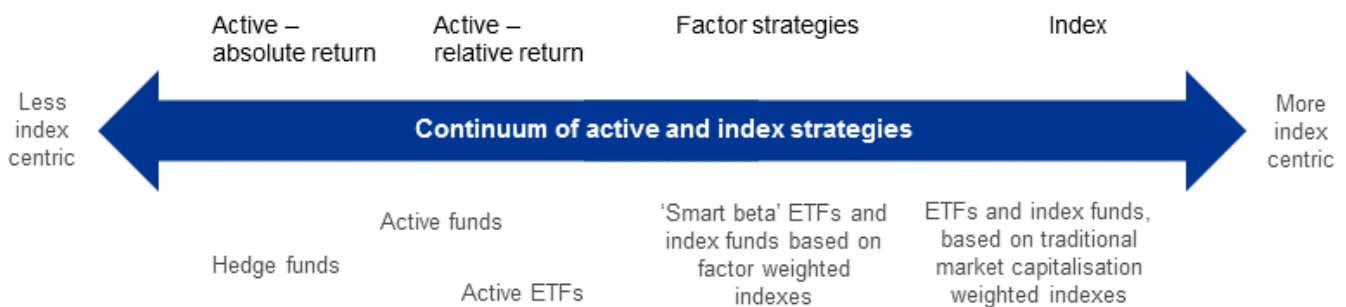 Active –
absolute return
Active –
relative return
Factor strategies
Index
Less
index
centric
Continuum of active and index strategies
More
index
centric
Hedge funds
Active funds
Active ETFs
‘Smart beta’ ETFs and
index funds based on
factor weighted
indexes
ETFs and index funds,
based on traditional
market capitalisation
weighted indexes